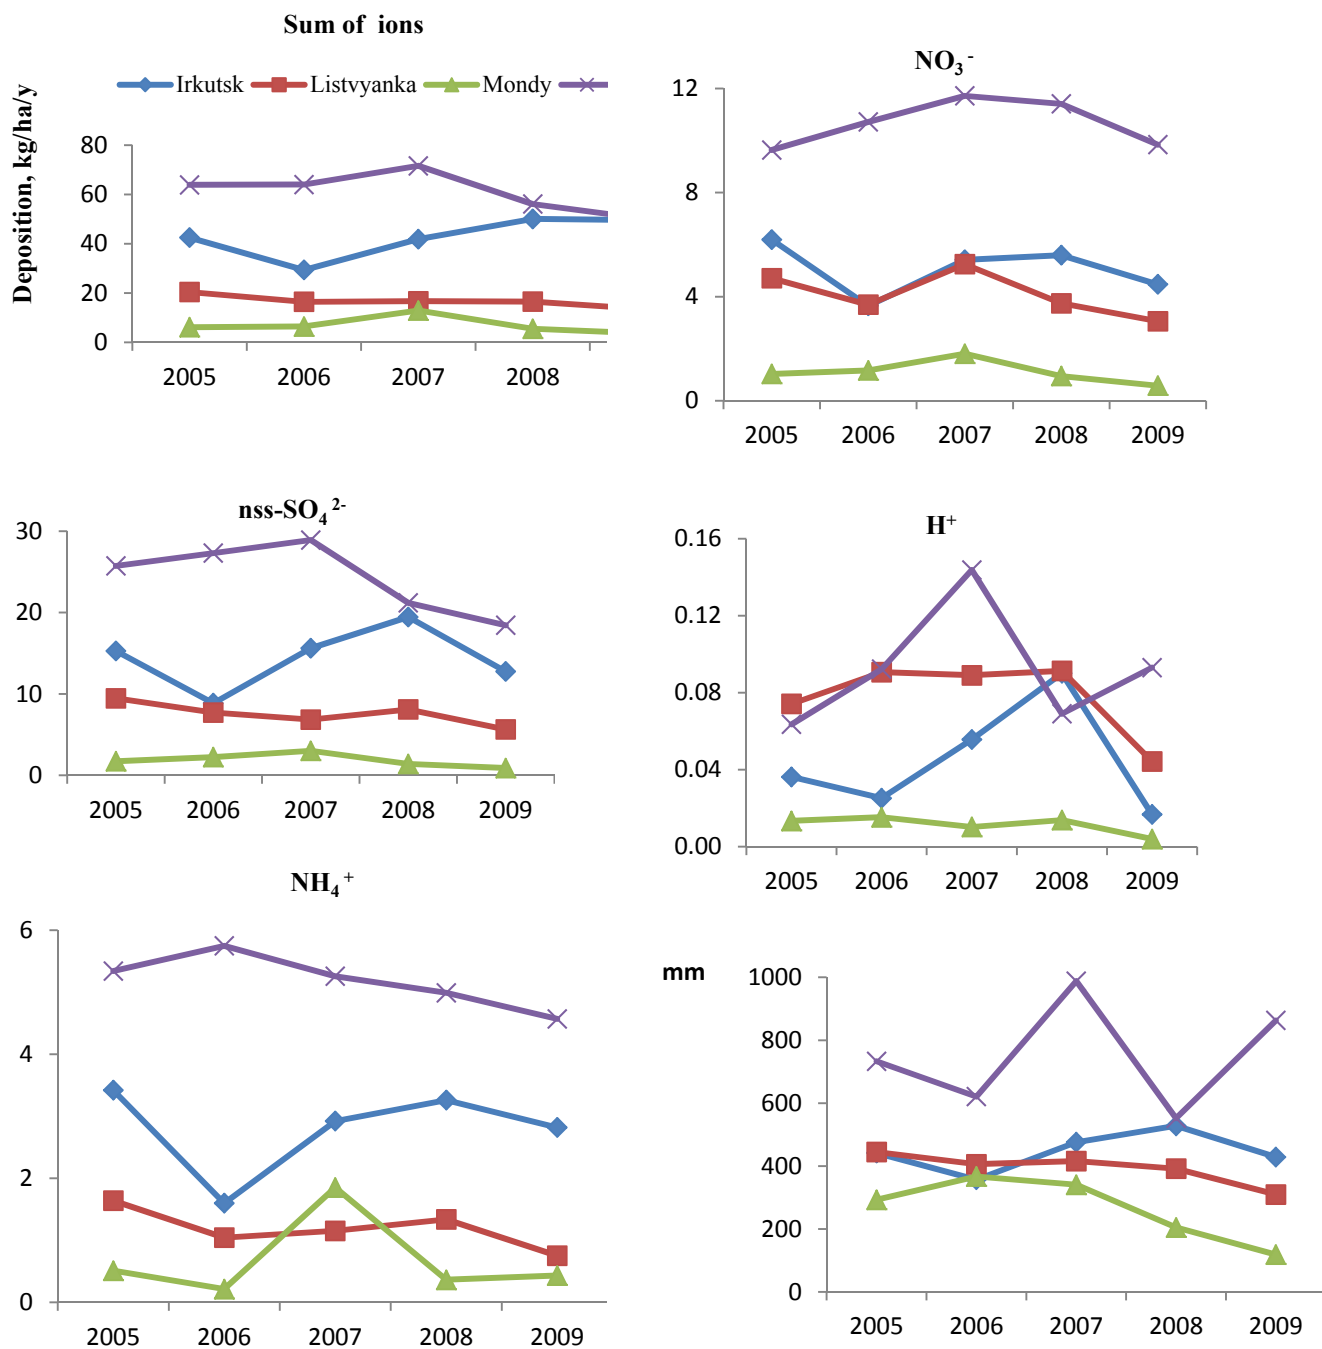 Sum of ions
Irkutsk Listvyanka Mondy
Deposition, kg/ha/y
80
60
40
20
0
2005 2006 2007 2008
NO₃⁻
12
8
4
0
2005 2006 2007 2008 2009
nss-SO₄²⁻
30
20
10
0
2005 2006 2007 2008 2009
H⁺
0.16
0.12
0.08
0.04
0.00
2005 2006 2007 2008 2009
NH₄⁺
6
4
2
0
2005 2006 2007 2008 2009
mm
1000
800
600
400
200
0
2005 2006 2007 2008 2009